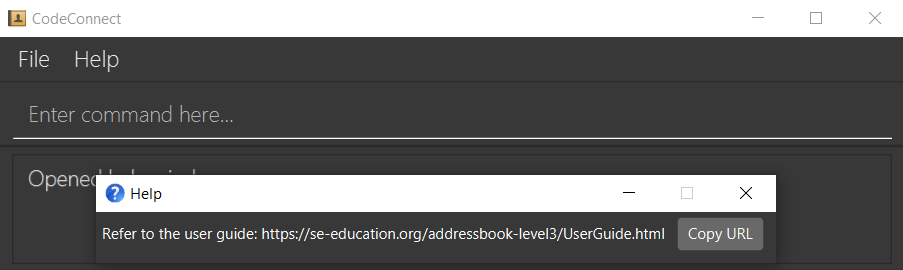 CodeConnect
File Help
Enter command here...
Opened
Help
Refer to the user guide: https://se-education.org/addressbook-level3/UserGuide.html Copy URL